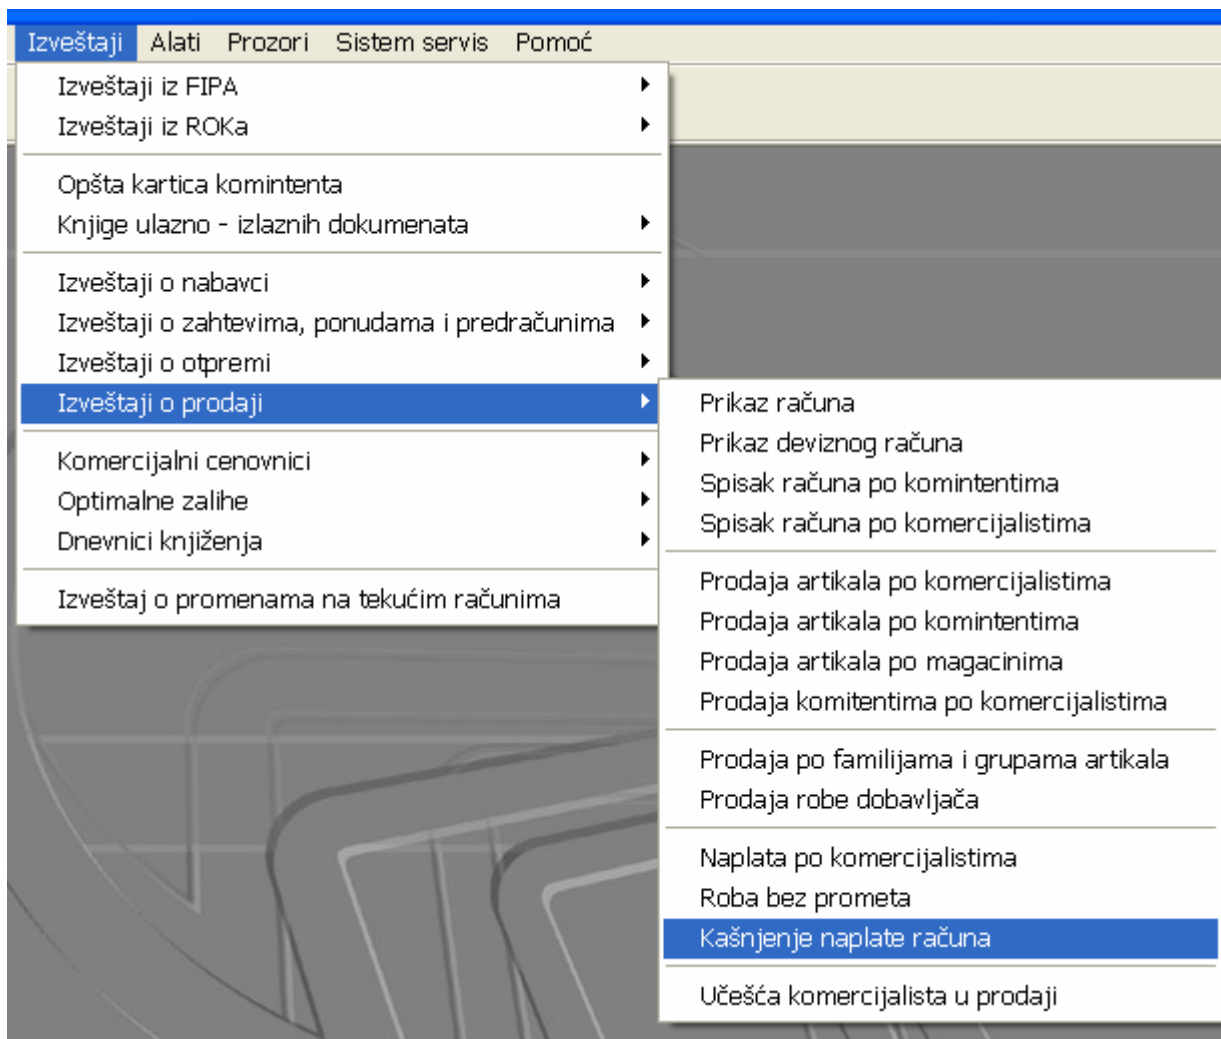 Izveštaji Alati Prozori Sistem servis Pomoć
Izveštaji iz FIPA
Izveštaji iz ROKa
Opšta kartica komintenta
Knjige ulazno - izlaznih dokumenata
Izveštaji o nabavci
Izveštaji o zahtevima, ponudama i predračunima
Izveštaji o otpremi
Izveštaji o prodaji
Komercijalni cenovnici
Optimalne zalihe
Dnevnici knjiženja
Izveštaj o promenama na tekućim računima
Prikaz računa
Prikaz deviznog računa
Spisak računa po komintentima
Spisak računa po komercijalistima
Prodaja artikala po komercijalistima
Prodaja artikala po komintentima
Prodaja artikala po magacinima
Prodaja komitentima po komercijalistima
Prodaja po familijama i grupama artikala
Prodaja robe dobavljača
Naplata po komercijalistima
Roba bez prometa
Kašnjenje naplate računa
Učešća komercijalista u prodaji